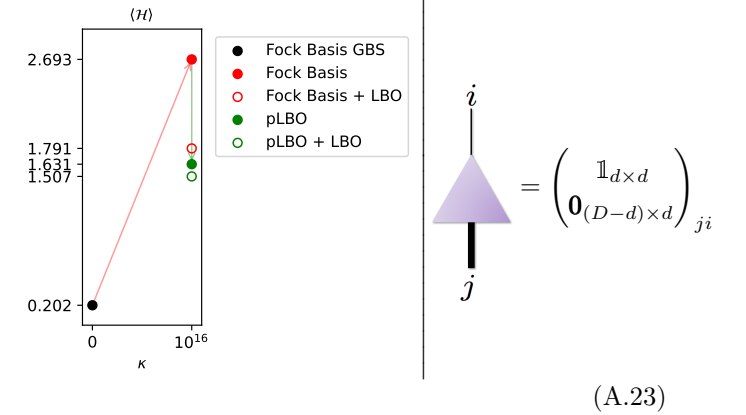 ⟨ℋ⟩
2.693
1.791
1.631
1.507
0.202
0
10^16
κ
Fock Basis GBS
Fock Basis
Fock Basis + LBO
pLBO
pLBO + LBO
i
= ( 𝟙_{d×d} 
𝟎_{(D−d)×d} )_{ji}
j
(A.23)